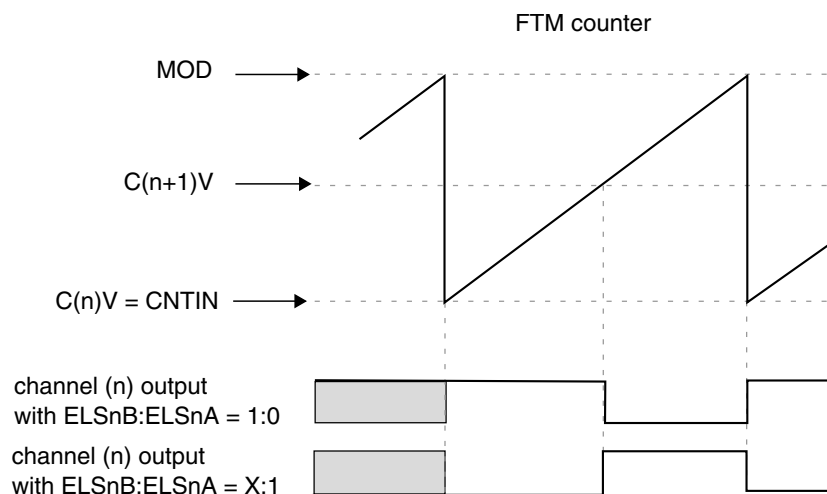 FTM counter
MOD
C(n+1)V
C(n)V = CNTIN
channel (n) output
with ELSnB:ELSnA = 1:0
channel (n) output
with ELSnB:ELSnA = X:1